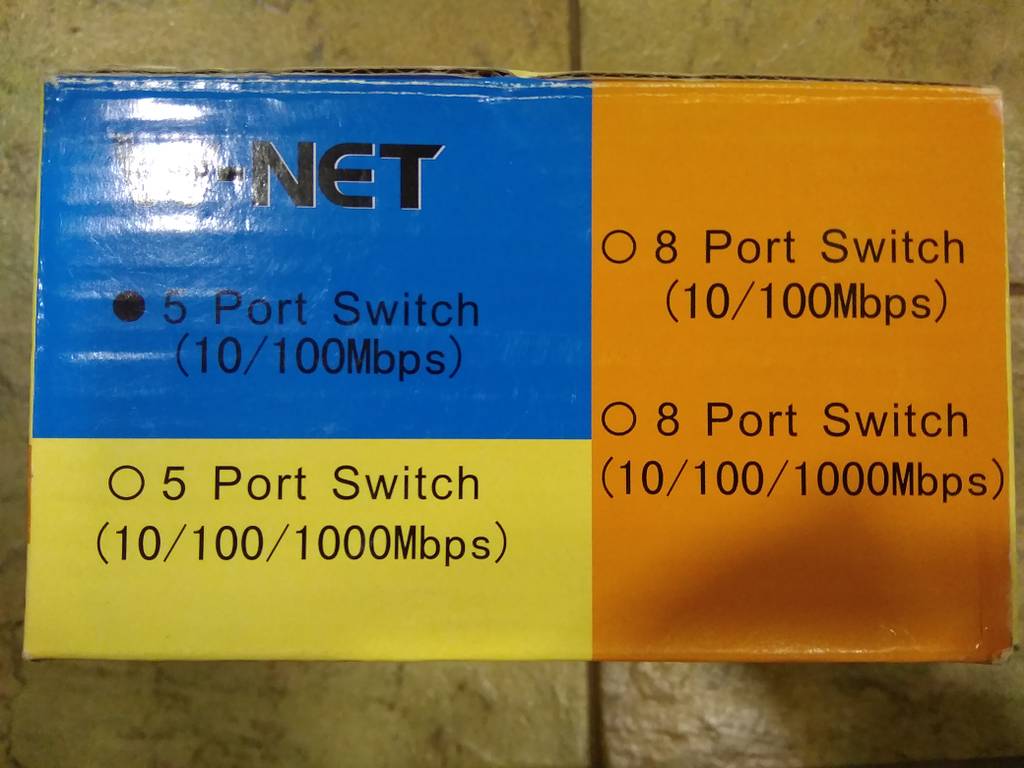 -NET
● 5 Port Switch
(10/100Mbps)
○ 5 Port Switch
(10/100/1000Mbps)
○ 8 Port Switch
(10/100Mbps)
○ 8 Port Switch
(10/100/1000Mbps)